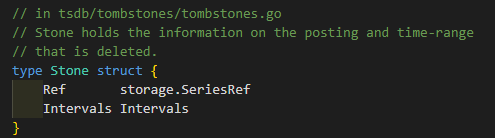 // in tsdb/tombstones/tombstones.go
// Stone holds the information on the posting and time-range
// that is deleted.
type Stone struct {
    Ref       storage.SeriesRef
    Intervals Intervals
}